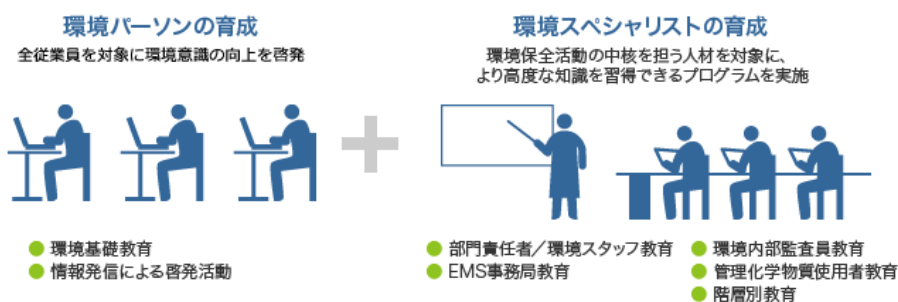 環境パーソンの育成
全従業員を対象に環境意識の向上を啓発
環境基礎教育
情報発信による啓発活動
環境スペシャリストの育成
環境保全活動の中核を担う人材を対象に、
より高度な知識を習得できるプログラムを実施
部門責任者／環境スタッフ教育
EMS事務局教育
環境内部監査員教育
管理化学物質使用者教育
階層別教育